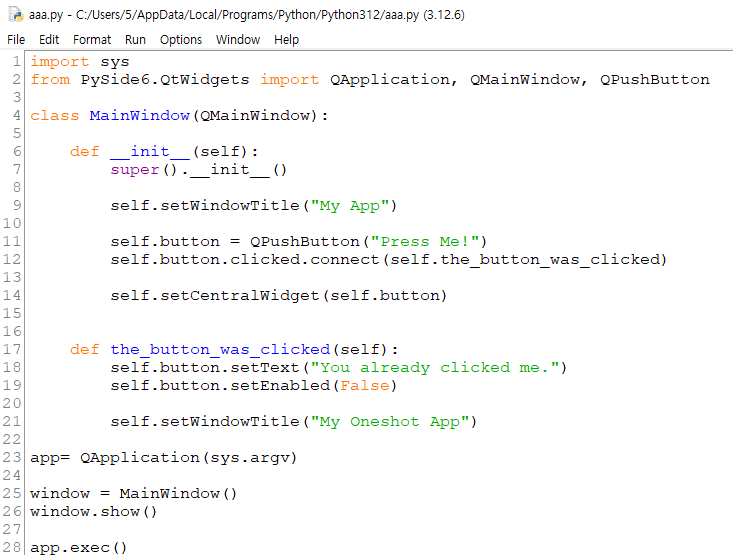 aaa.py - C:/Users/5/AppData/Local/Programs/Python/Python312/aaa.py (3.12.6)
File Edit Format Run Options Window Help
1 import sys
2 from PySide6.QtWidgets import QApplication, QMainWindow, QPushButton
3
4 class MainWindow(QMainWindow):
5
6     def __init__(self):
7         super().__init__()
8
9         self.setWindowTitle("My App")
10
11         self.button = QPushButton("Press Me!")
12         self.button.clicked.connect(self.the_button_was_clicked)
13
14         self.setCentralWidget(self.button)
15
16
17     def the_button_was_clicked(self):
18         self.button.setText("You already clicked me.")
19         self.button.setEnabled(False)
20
21         self.setWindowTitle("My Oneshot App")
22
23 app= QApplication(sys.argv)
24
25 window = MainWindow()
26 window.show()
27
28 app.exec()